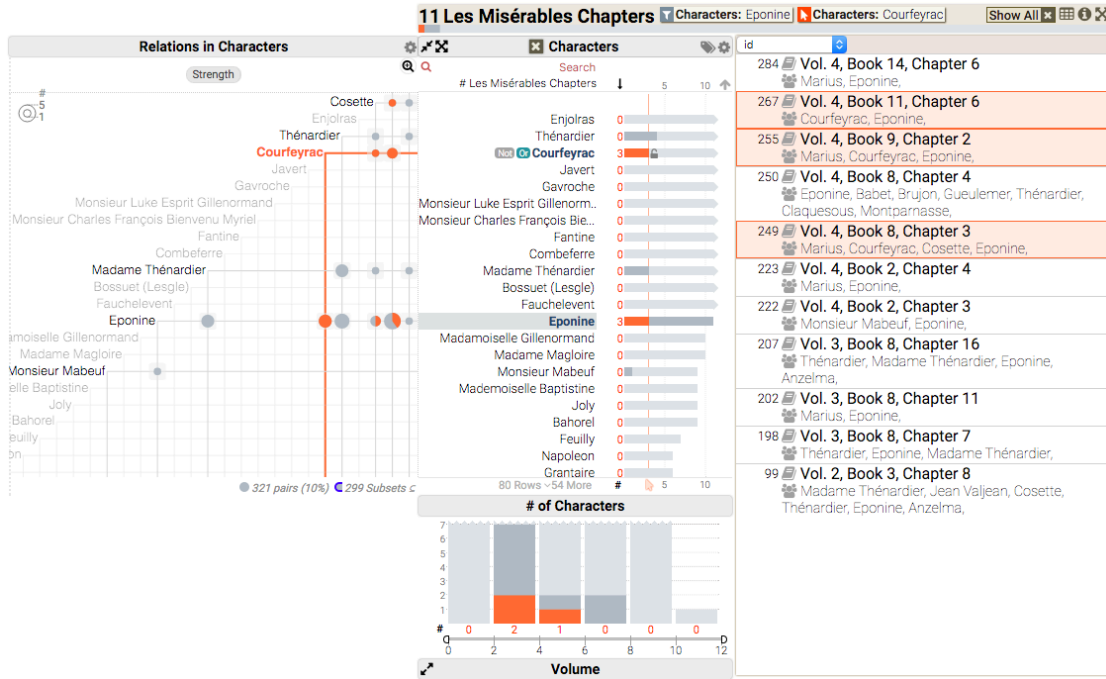 11 Les Misérables Chapters
Characters: Eponine
Characters: Courfeyrac
Show All
Relations in Characters
Strength
#
5
1
Cosette
Enjolras
Thénardier
Courfeyrac
Javert
Gavroche
Monsieur Luke Esprit Gillenormand
Monsieur Charles François Bienvenu Myriel
Fantine
Combeferre
Madame Thénardier
Bossuet (Lesgle)
Fauchelevent
Eponine
amoiselle Gillenormand
Madame Magloire
Monsieur Mabeuf
elle Baptistine
Joly
Bahorel
euilly
on
321 pairs (10%) 299 Subsets ⊆
Characters
Search
# Les Misérables Chapters 5 10
Enjolras 0
Thénardier 0
Not Or Courfeyrac 3
Javert 0
Gavroche 0
Monsieur Luke Esprit Gillenorm... 0
Monsieur Charles François Bie... 0
Fantine 0
Combeferre 0
Madame Thénardier 0
Bossuet (Lesgle) 0
Fauchelevent 0
Eponine 3
Madamoiselle Gillenormand 0
Madame Magloire 0
Monsieur Mabeuf 0
Mademoiselle Baptistine 0
Joly 0
Bahorel 0
Feuilly 0
Napoleon 0
Grantaire 0
80 Rows 54 More # 5 10
# of Characters
7
6
5
4
3
2
1
# 0 2 1 0 0 0
0 2 4 6 8 10 12
Volume
id
284 Vol. 4, Book 14, Chapter 6
Marius, Eponine,
267 Vol. 4, Book 11, Chapter 6
Courfeyrac, Eponine,
255 Vol. 4, Book 9, Chapter 2
Marius, Courfeyrac, Eponine,
250 Vol. 4, Book 8, Chapter 4
Eponine, Babet, Brujon, Gueulemer, Thénardier,
Claquesous, Montparnasse,
249 Vol. 4, Book 8, Chapter 3
Marius, Courfeyrac, Cosette, Eponine,
223 Vol. 4, Book 2, Chapter 4
Marius, Eponine,
222 Vol. 4, Book 2, Chapter 3
Monsieur Mabeuf, Eponine,
207 Vol. 3, Book 8, Chapter 16
Thénardier, Madame Thénardier, Eponine,
Anzelma,
202 Vol. 3, Book 8, Chapter 11
Marius, Eponine,
198 Vol. 3, Book 8, Chapter 7
Thénardier, Eponine, Madame Thénardier,
99 Vol. 2, Book 3, Chapter 8
Madame Thénardier, Jean Valjean, Cosette,
Thénardier, Eponine, Anzelma,